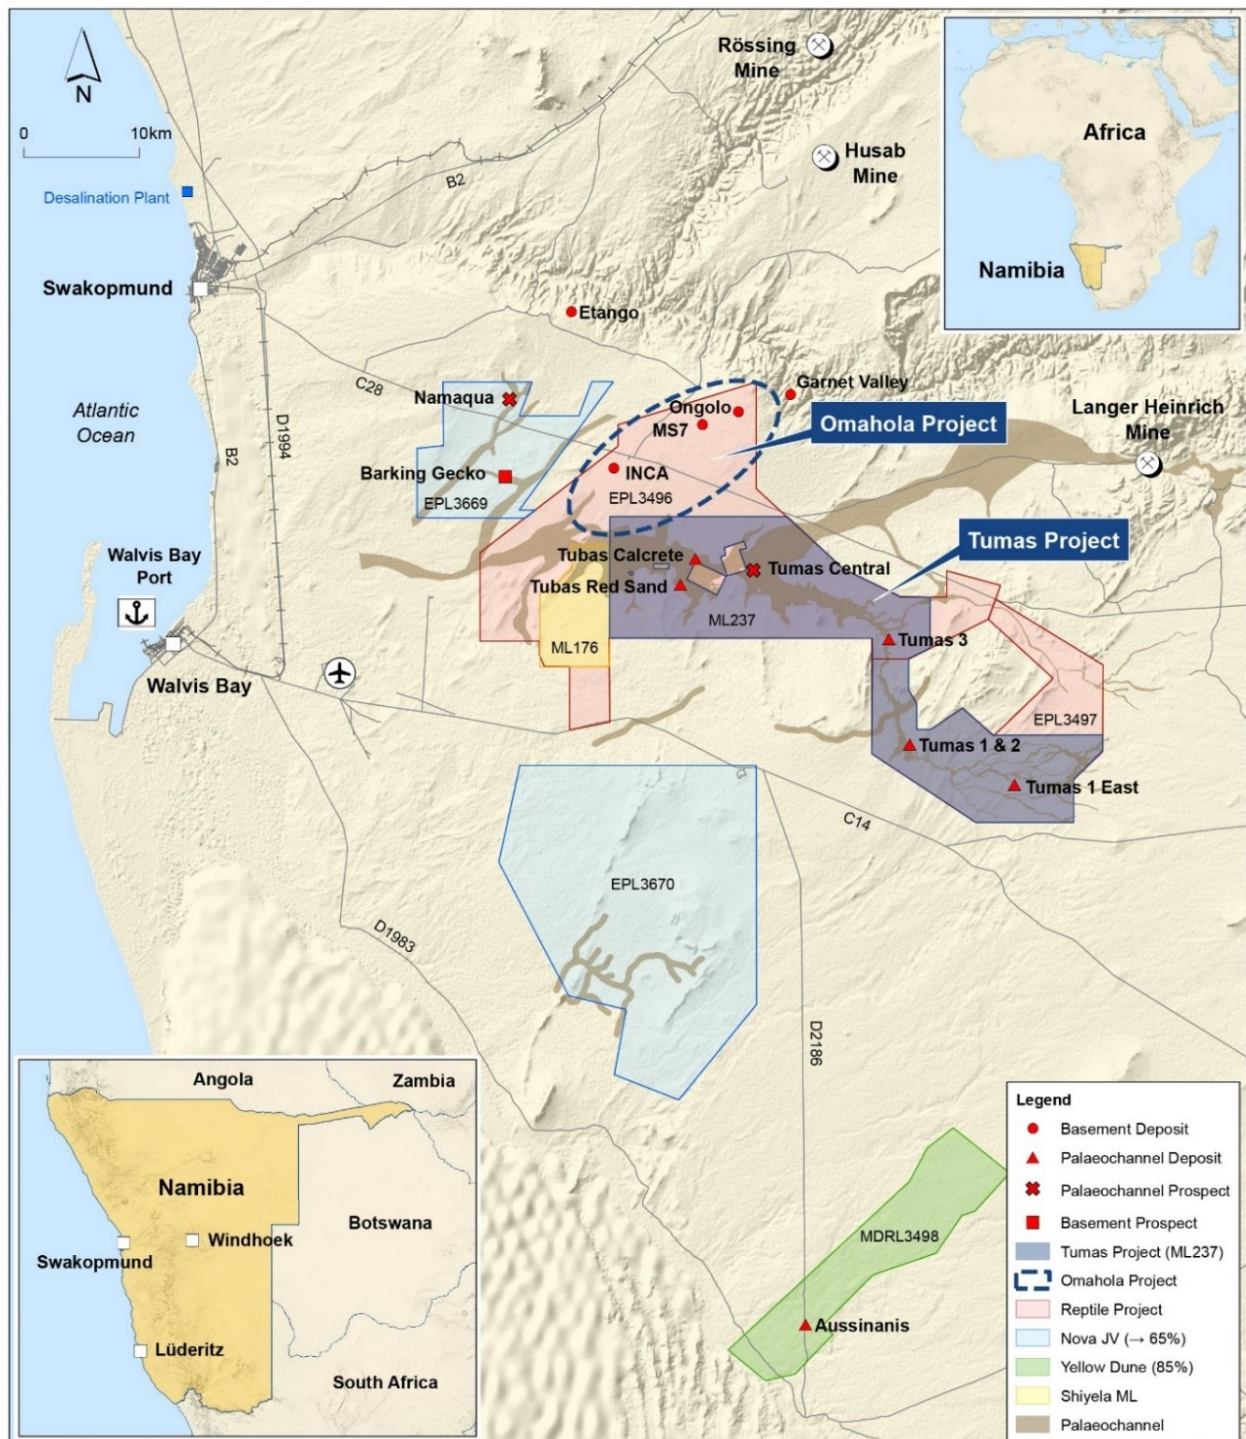 N
0
10km
Desalination Plant
Swakopmund
Atlantic
Ocean
B2
B2
D1994
C28
Rössing
Mine
Husab
Mine
Africa
Namibia
Etango
Namaqua
Barking Gecko
EPL3669
Ongolo
MS7
INCA
EPL3496
Garnet Valley
Omahola Project
Langer Heinrich
Mine
Tumas Project
Walvis Bay
Port
Walvis Bay
Tubas Calcrete
Tubas Red Sand
Tumas Central
ML237
ML176
Tumas 3
EPL3497
Tumas 1 & 2
Tumas 1 East
C14
EPL3670
D1983
D2186
MDRL3498
Aussinanis
Angola
Zambia
Namibia
Botswana
Swakopmund
Windhoek
Lüderitz
South Africa
Legend
Basement Deposit
Palaeochannel Deposit
Palaeochannel Prospect
Basement Prospect
Tumas Project (ML237)
Omahola Project
Reptile Project
Nova JV (→ 65%)
Yellow Dune (85%)
Shiyela ML
Palaeochannel